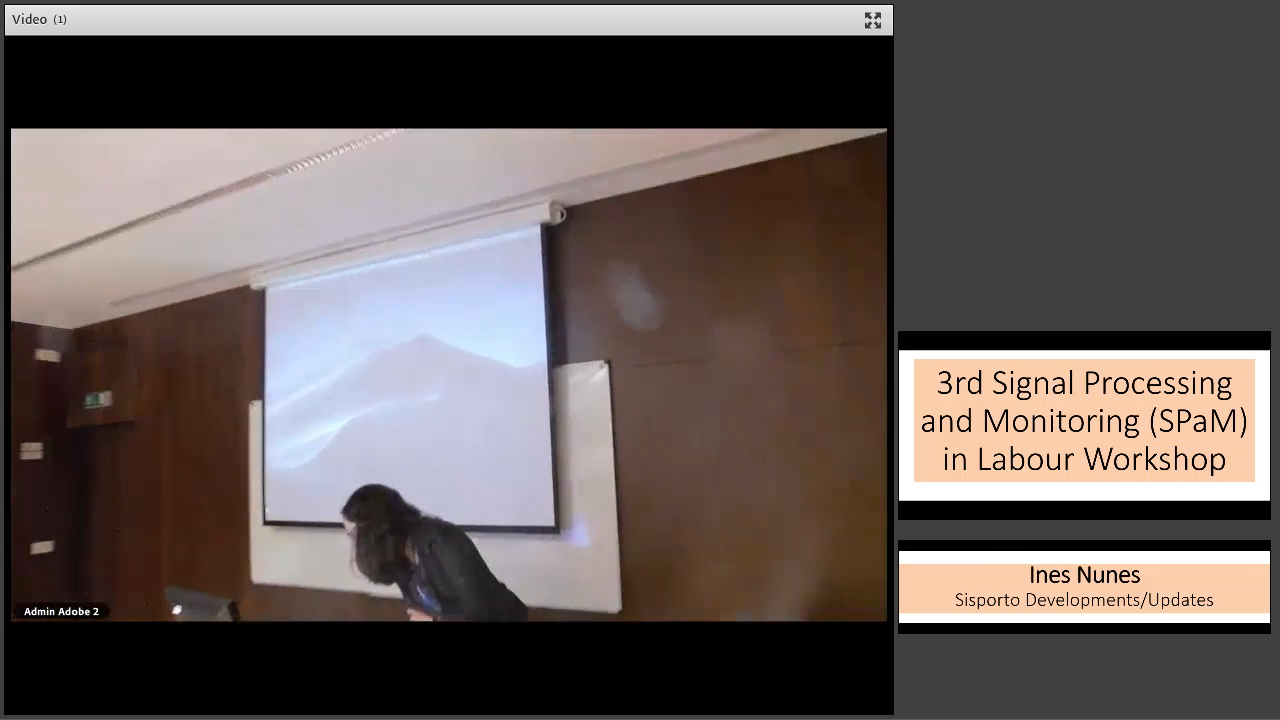 Video (1)
Admin Adobe 2
3rd Signal Processing
and Monitoring (SPaM)
in Labour Workshop
Ines Nunes
Sisporto Developments/Updates